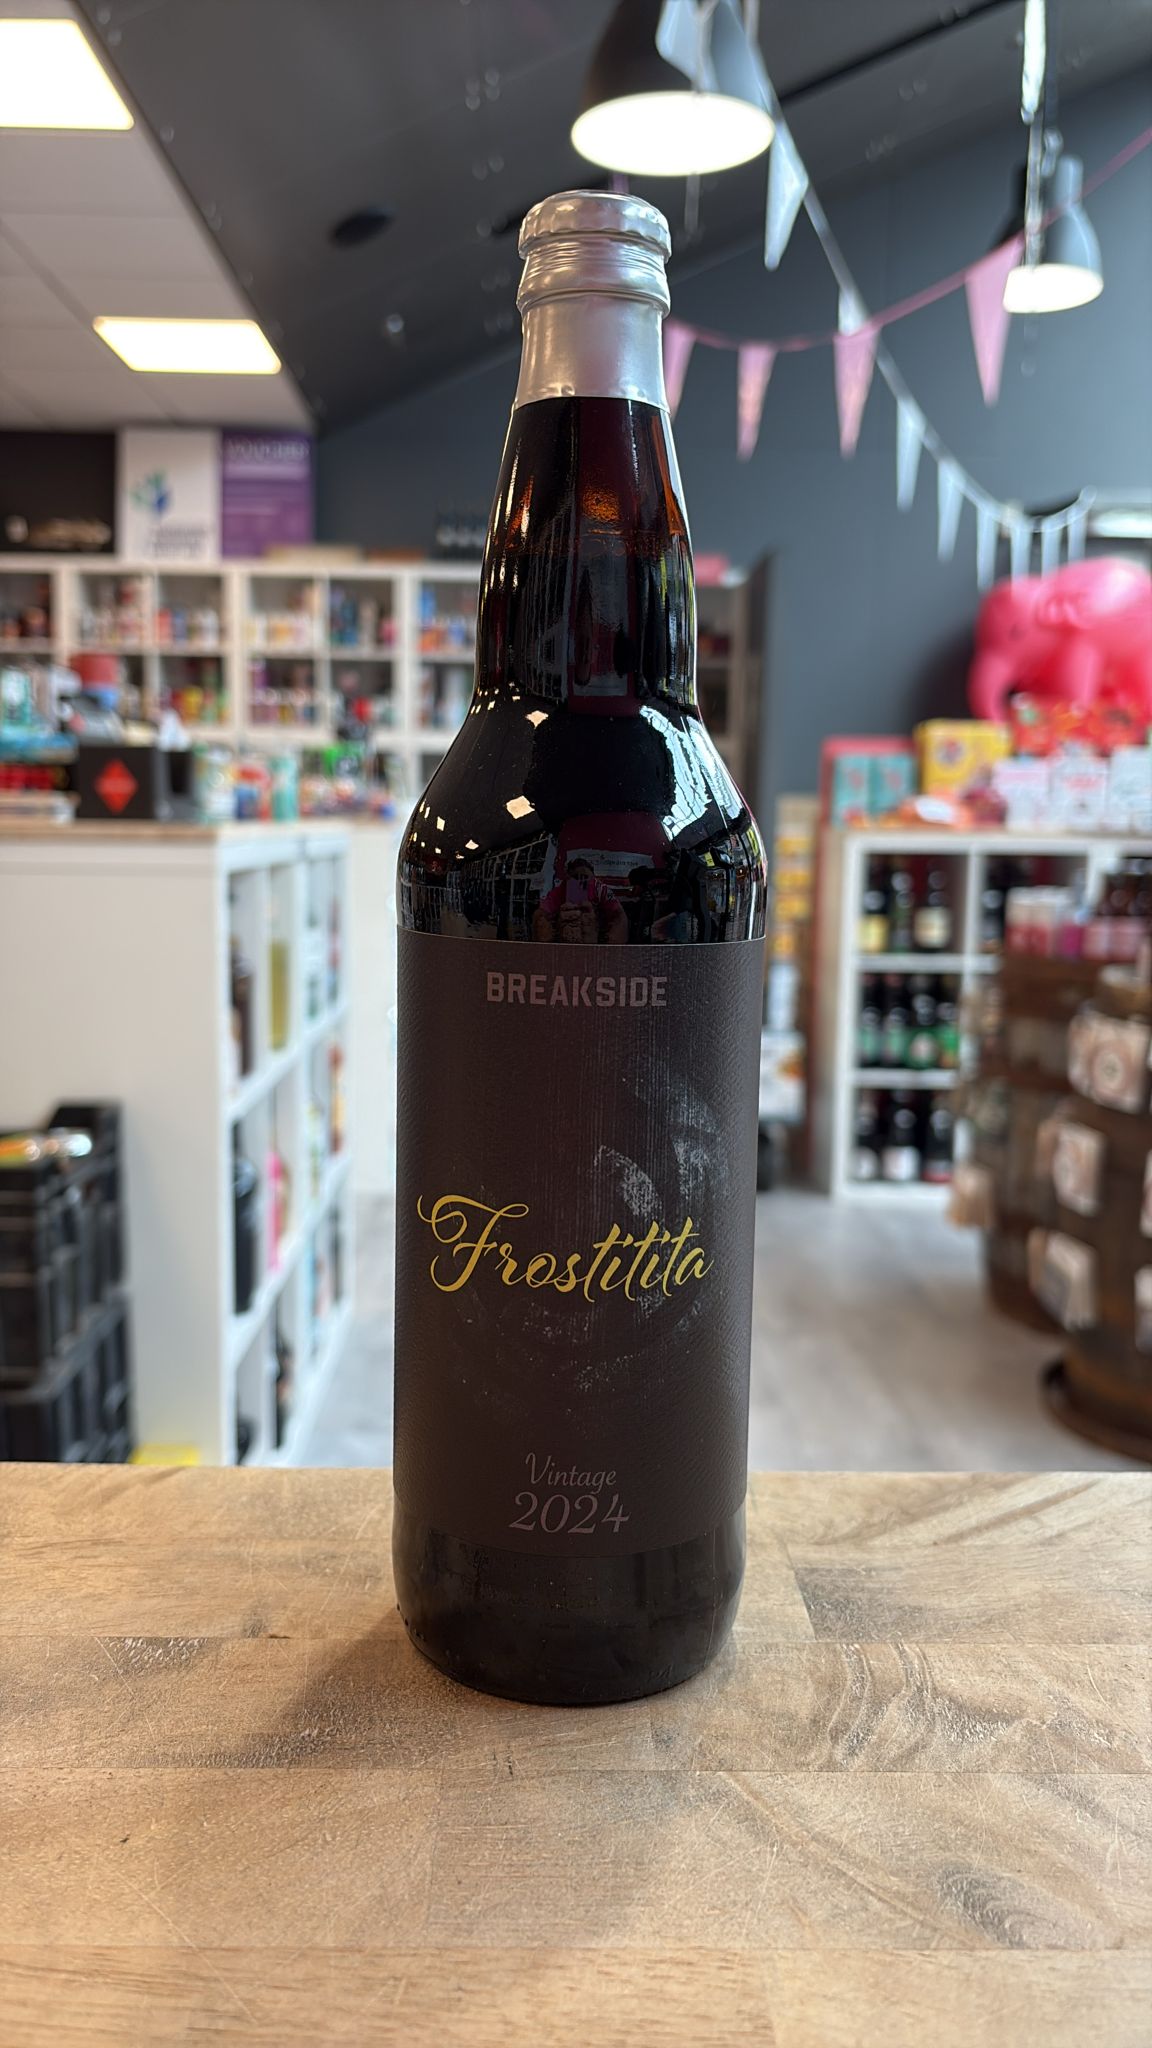 BREAKSIDE
Frostitita
Vintage
2024